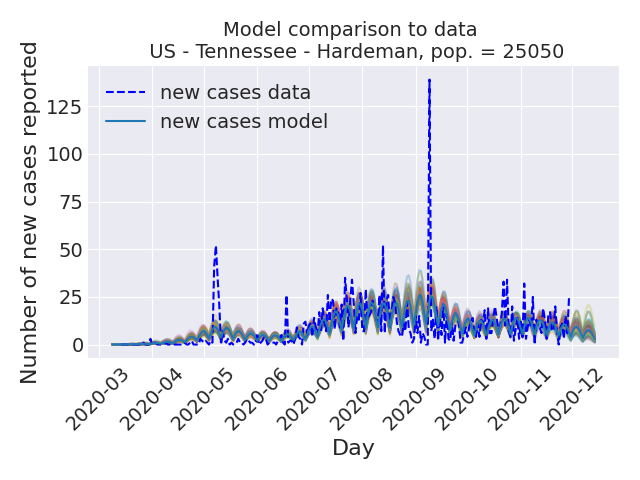 Model comparison to data
US - Tennessee - Hardeman, pop. = 25050
Number of new cases reported
125
100
75
50
25
0
new cases data
new cases model
2020-03
2020-04
2020-05
2020-06
2020-07
2020-08
2020-09
2020-10
2020-11
2020-12
Day